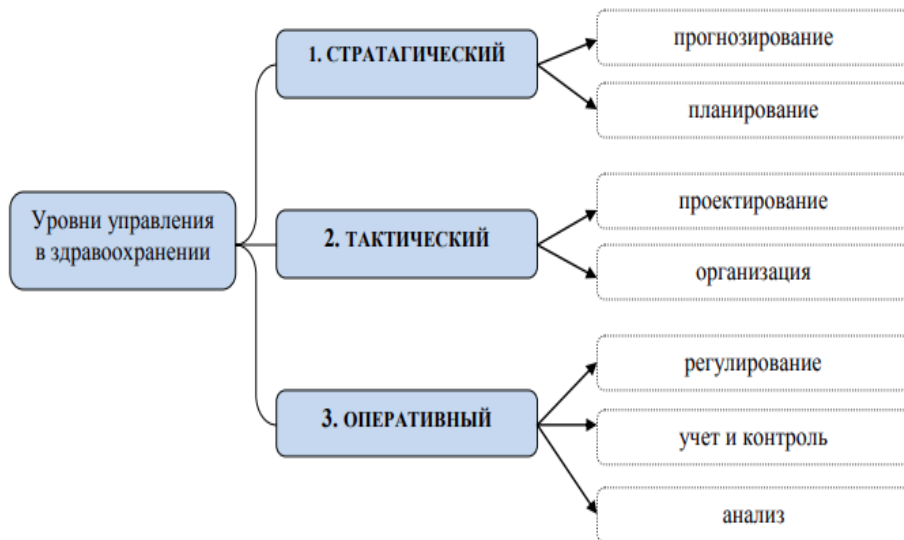 Уровни управления
в здравоохранении
1. СТРАТАГИЧЕСКИЙ
прогнозирование
планирование
2. ТАКТИЧЕСКИЙ
проектирование
организация
3. ОПЕРАТИВНЫЙ
регулирование
учет и контроль
анализ